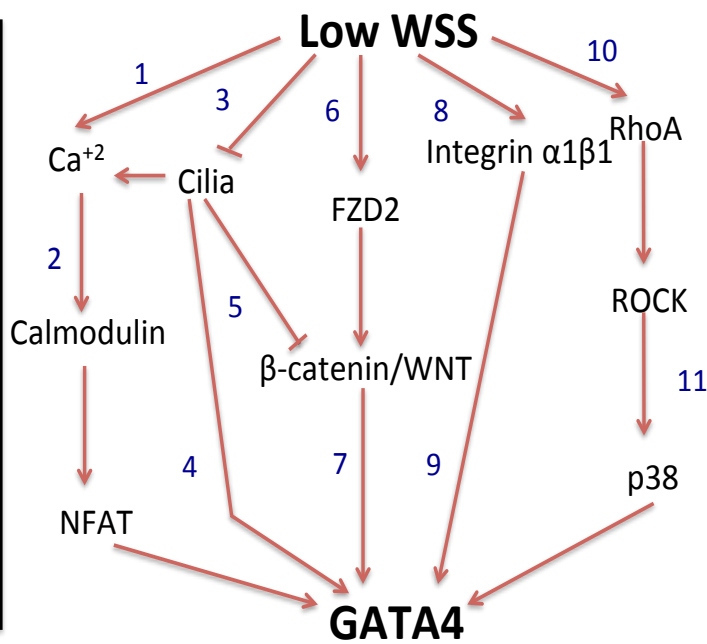 Low WSS
10
1
3
6
8
RhoA
Integrin α1β1
Ca⁺²
Cilia
FZD2
2
5
ROCK
Calmodulin
β-catenin/WNT
11
4
7
9
p38
NFAT
GATA4